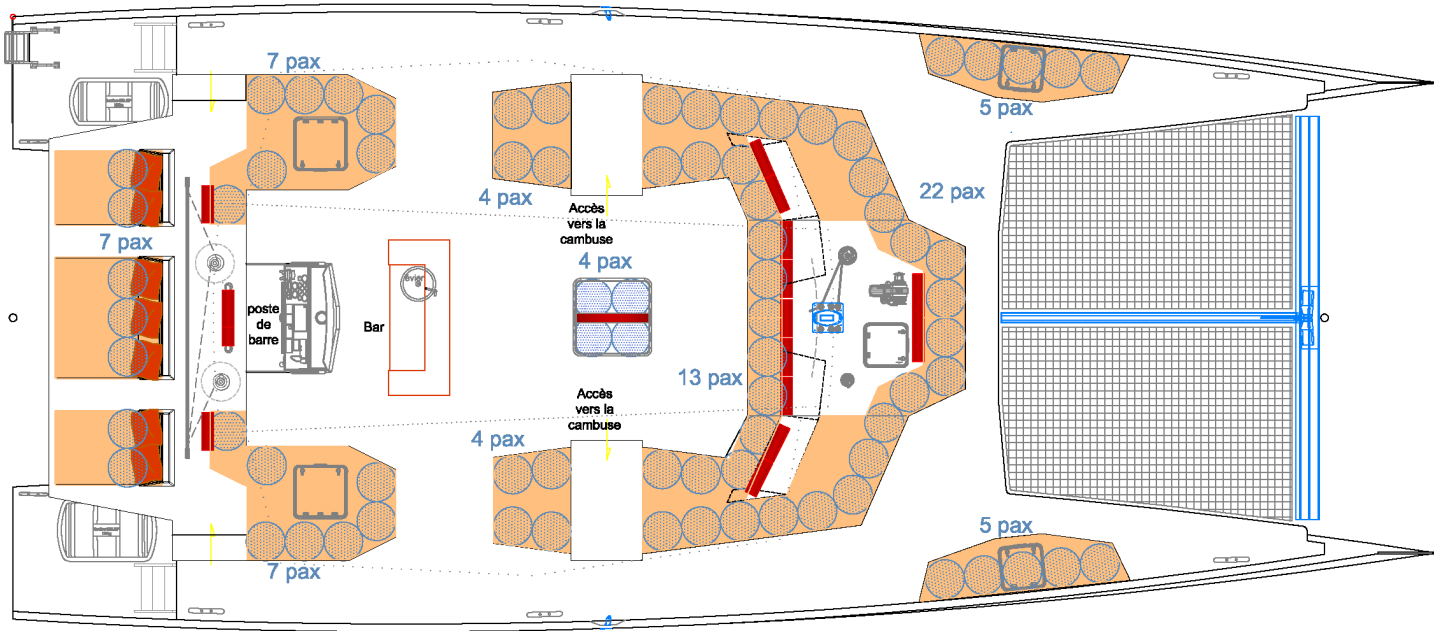 7 pax
5 pax
4 pax
22 pax
Accès
vers la
cambuse
7 pax
4 pax
évier
poste
de
barre
Bar
13 pax
Accès
vers la
cambuse
4 pax
5 pax
7 pax